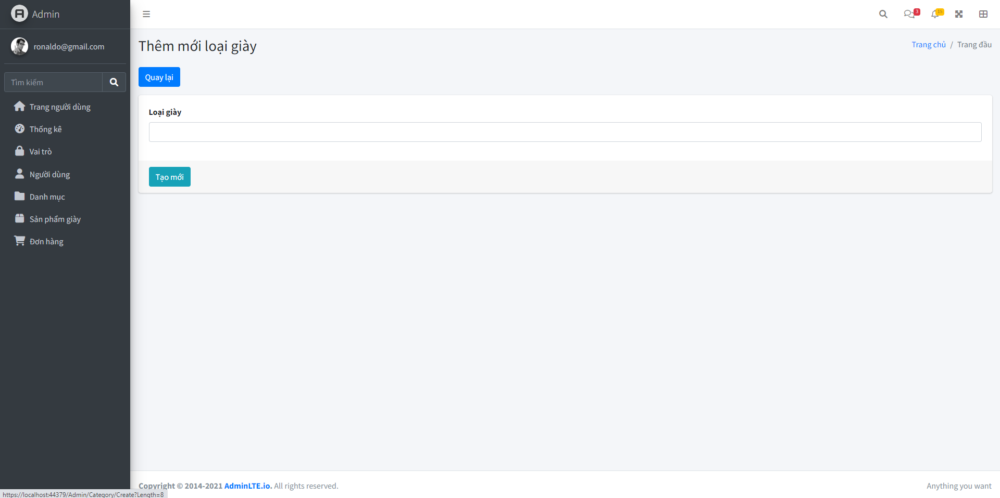 Admin
3
15
ronaldo@gmail.com
Tìm kiếm
Trang người dùng
Thống kê
Vai trò
Người dùng
Danh mục
Sản phẩm giày
Đơn hàng
Thêm mới loại giày
Trang chủ / Trang đầu
Quay lại
Loại giày
Tạo mới
Copyright © 2014-2021 AdminLTE.io. All rights reserved.
Anything you want
https://localhost:44379/Admin/Category/Create?Length=8